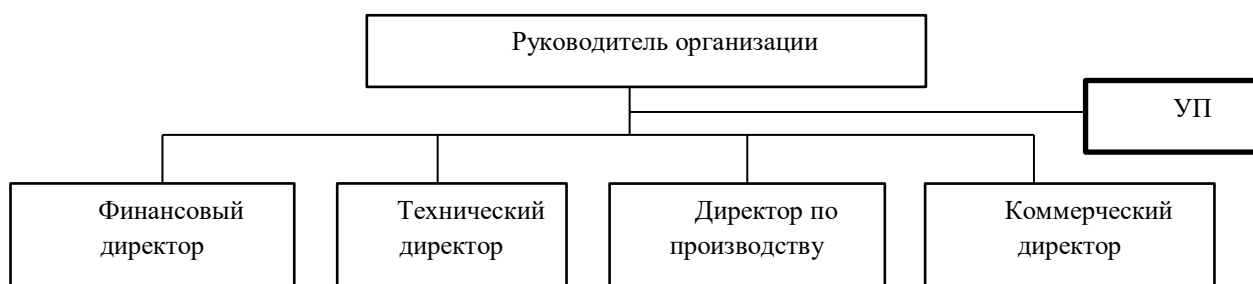 Руководитель организации
УП
Финансовый
директор
Технический
директор
Директор по
производству
Коммерческий
директор